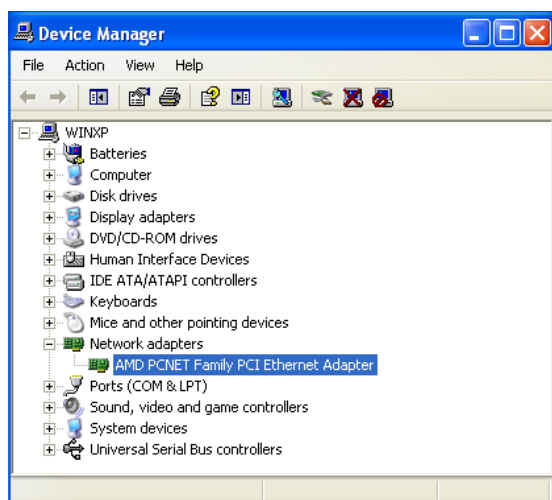 Device Manager
File Action View Help
WINXP
Batteries
Computer
Disk drives
Display adapters
DVD/CD-ROM drives
Human Interface Devices
IDE ATA/ATAPI controllers
Keyboards
Mice and other pointing devices
Network adapters
AMD PCNET Family PCI Ethernet Adapter
Ports (COM & LPT)
Sound, video and game controllers
System devices
Universal Serial Bus controllers